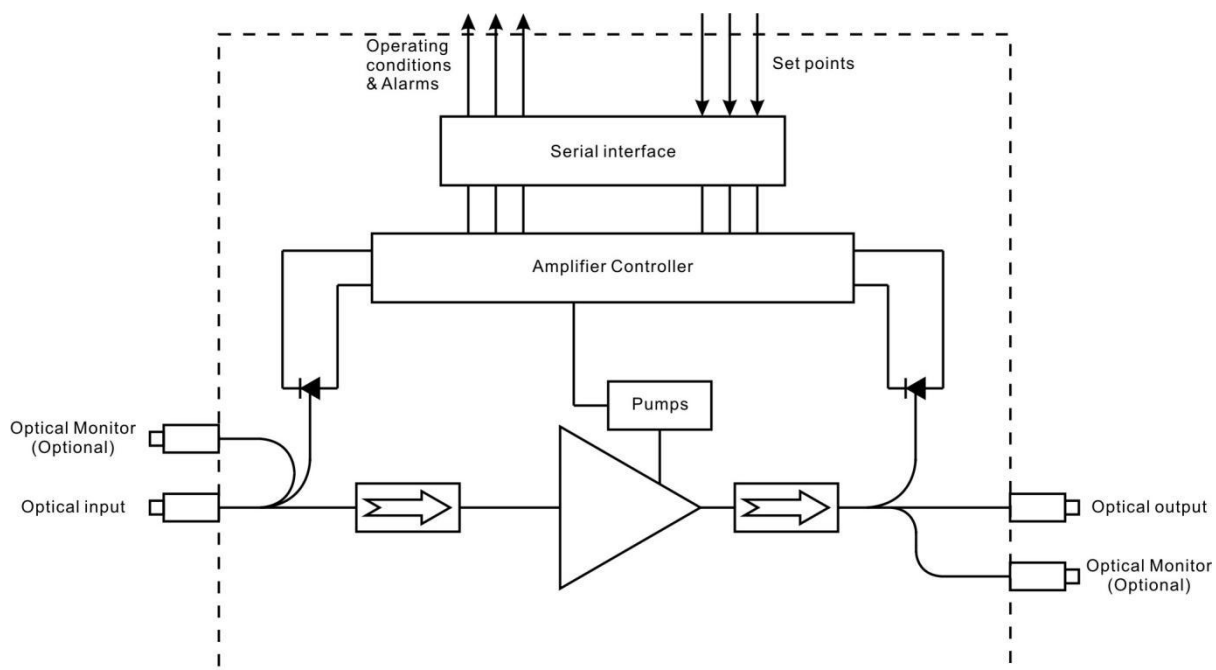 Operating
conditions
& Alarms
Set points
Serial interface
Amplifier Controller
Pumps
Optical Monitor
(Optional)
Optical input
Optical output
Optical Monitor
(Optional)